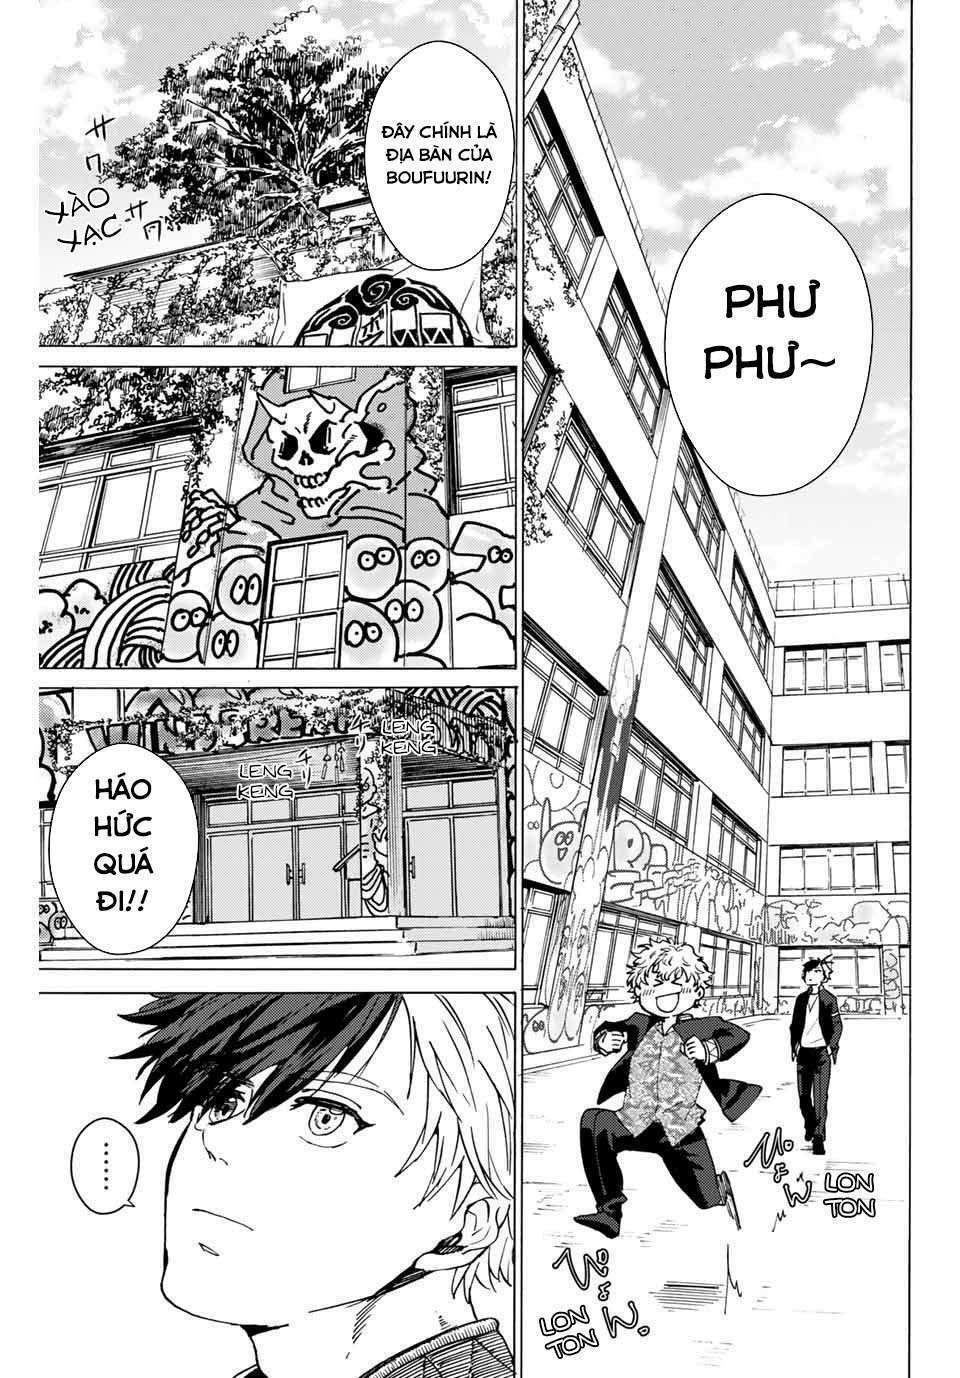 PHƯ
PHƯ~
LON
TON
LON
TON
ĐÂY CHÍNH LÀ
ĐỊA BÀN CỦA
BOUFUURIN!
XÀO
XẠC
LENG
KENG
LENG
KENG
HÁO
HỨC
QUÁ
ĐI!!
......